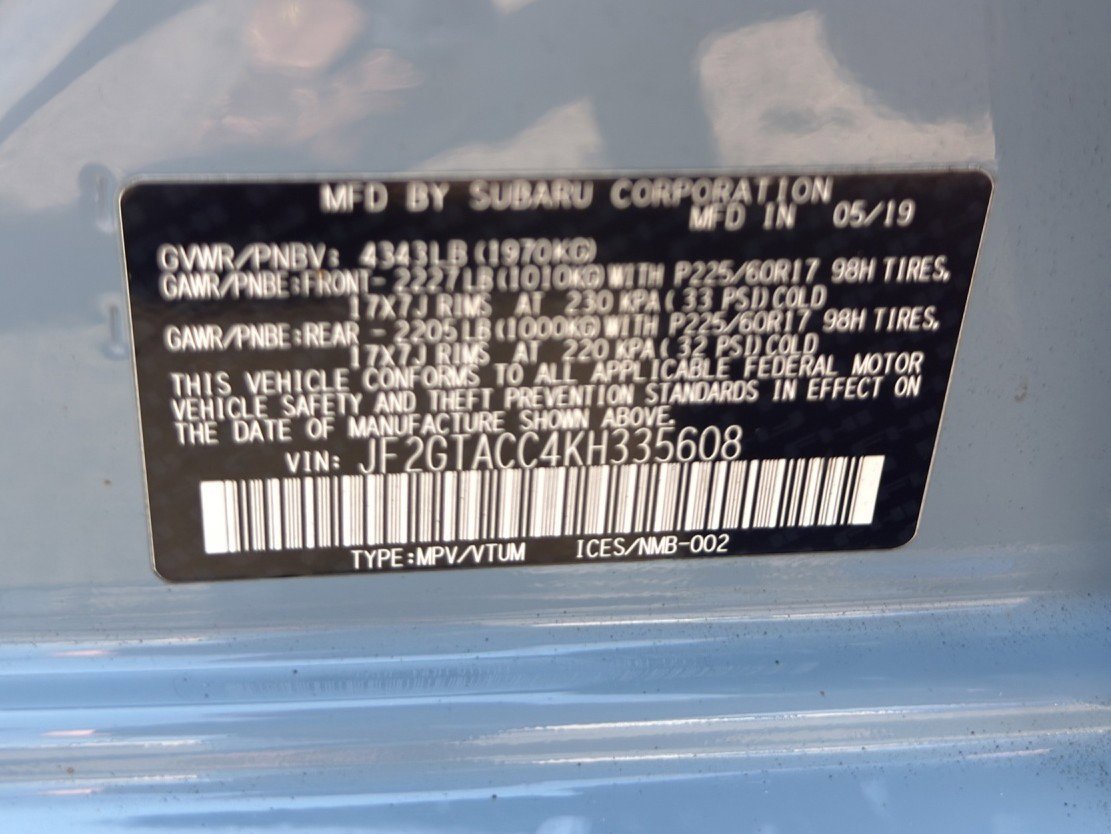 MFD BY SUBARU CORPORATION
MFD IN 05/19
GVWR/PNBV: 4343LB(1970KG)
GAWR/PNBE:FRONT-2227LB(1010KG)WITH P225/60R17 98H TIRES,
17X7J RIMS AT 230 KPA(33 PSI)COLD
GAWR/PNBE:REAR -2205LB(1000KG)WITH P225/60R17 98H TIRES,
17X7J RIMS AT 220 KPA(32 PSI)COLD
THIS VEHICLE CONFORMS TO ALL APPLICABLE FEDERAL MOTOR
VEHICLE SAFETY AND THEFT PREVENTION STANDARDS IN EFFECT ON
THE DATE OF MANUFACTURE SHOWN ABOVE.
VIN: JF2GTACC4KH335608
TYPE:MPV/VTUM ICES/NMB-002